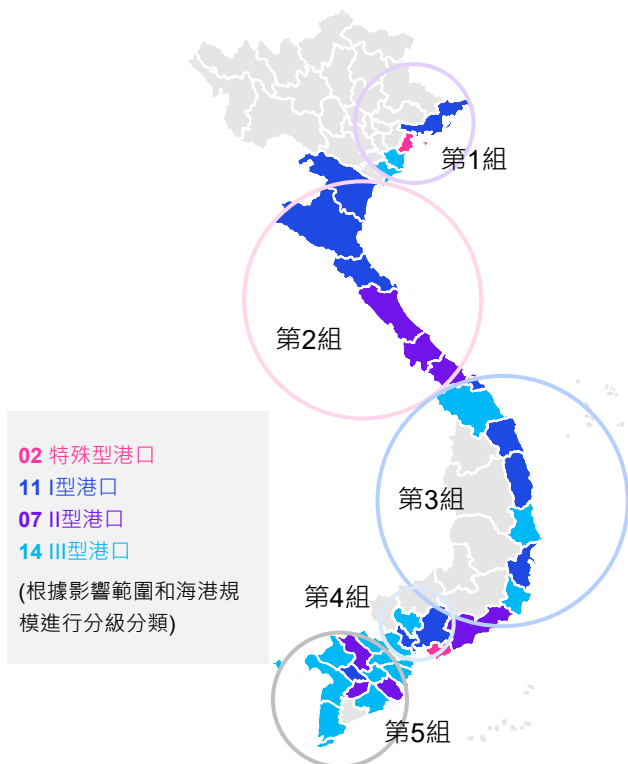 第1組
第2組
第3組
第4組
第5組
02 特殊型港口
11 I型港口
07 II型港口
14 III型港口
(根據影響範圍和海港規
模進行分級分類)